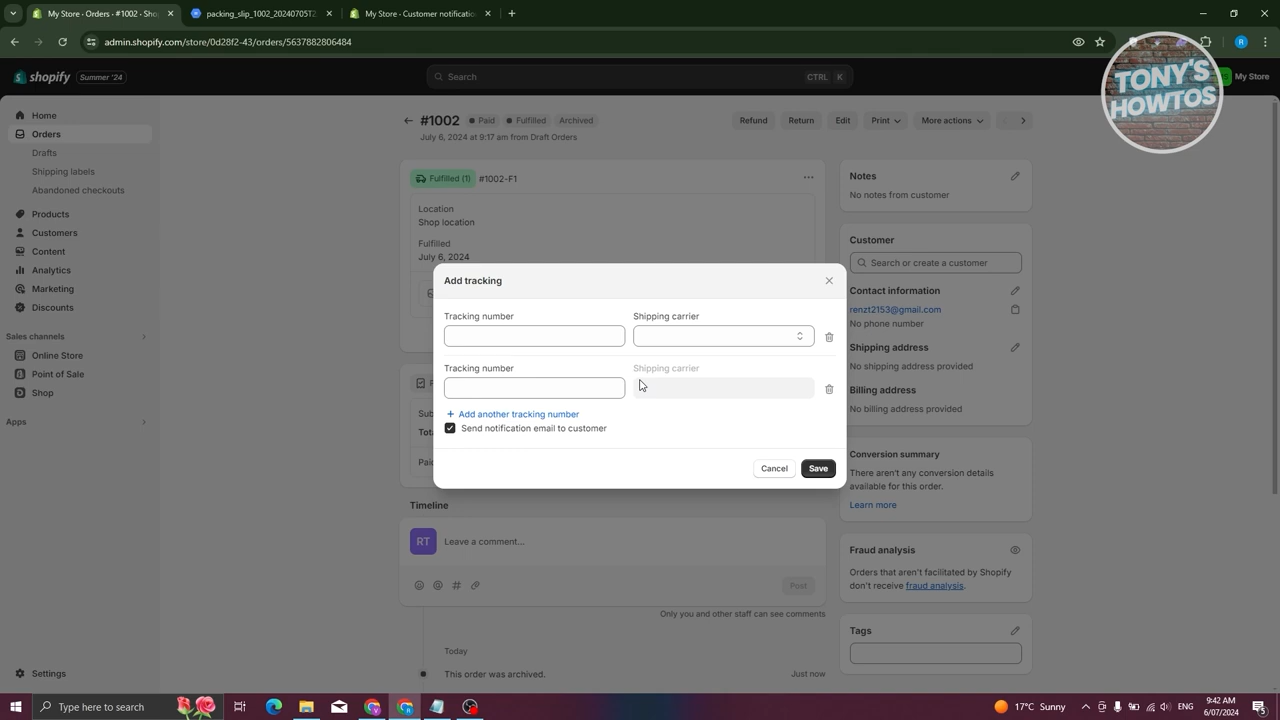 My Store - Orders - #1002 - Shop
packing_slip_1002_20240705T2
My Store - Customer notificatio
admin.shopify.com/store/0d28f2-43/orders/5637882806484
R
shopify
Summer '24
Search
CTRL
K
My Store
TONY'S
HOWTOS
Home
Orders
Drafts
Shipping labels
Abandoned checkouts
Products
Customers
Content
Analytics
Marketing
Discounts
Sales channels
Online Store
Point of Sale
Shop
Apps
Settings
#1002
Paid
Fulfilled
Archived
July 6, 2024 at 9:17 am from Draft Orders
Refund
Return
Edit
Print
More actions
Fulfilled (1)
#1002-F1
Location
Shop location
Fulfilled
July 6, 2024
Add tracking
Tracking number
Shipping carrier
Tracking number
Shipping carrier
+ Add another tracking number
Send notification email to customer
Cancel
Save
Timeline
RT
Leave a comment...
Post
Only you and other staff can see comments
Today
This order was archived.
Just now
Notes
No notes from customer
Customer
Search or create a customer
Contact information
renzt2153@gmail.com
No phone number
Shipping address
No shipping address provided
Billing address
No billing address provided
Conversion summary
There aren't any conversion details
available for this order.
Learn more
Fraud analysis
Orders that aren't facilitated by Shopify
don't receive fraud analysis.
Tags
Type here to search
17°C Sunny
ENG
9:42 AM
6/07/2024